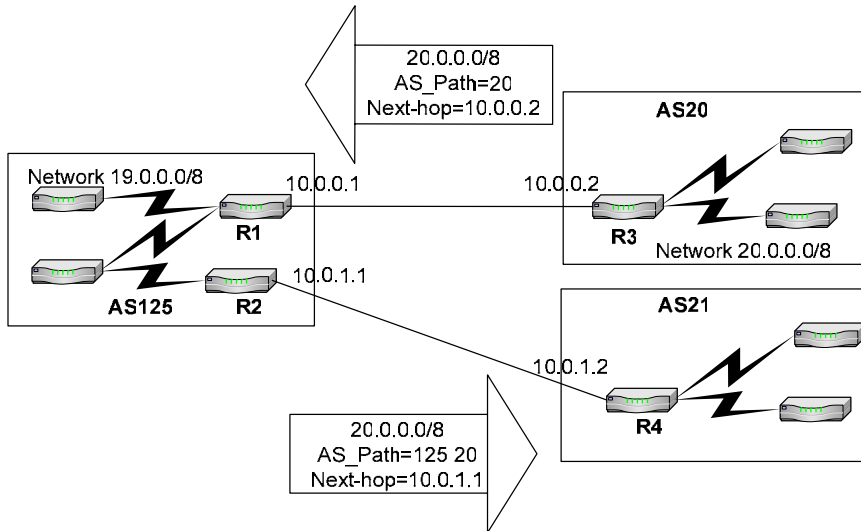 20.0.0.0/8
AS_Path=20
Next-hop=10.0.0.2
AS20
Network 19.0.0.0/8
10.0.0.1
10.0.0.2
R1
R3
Network 20.0.0.0/8
10.0.1.1
AS125
R2
AS21
10.0.1.2
R4
20.0.0.0/8
AS_Path=125 20
Next-hop=10.0.1.1